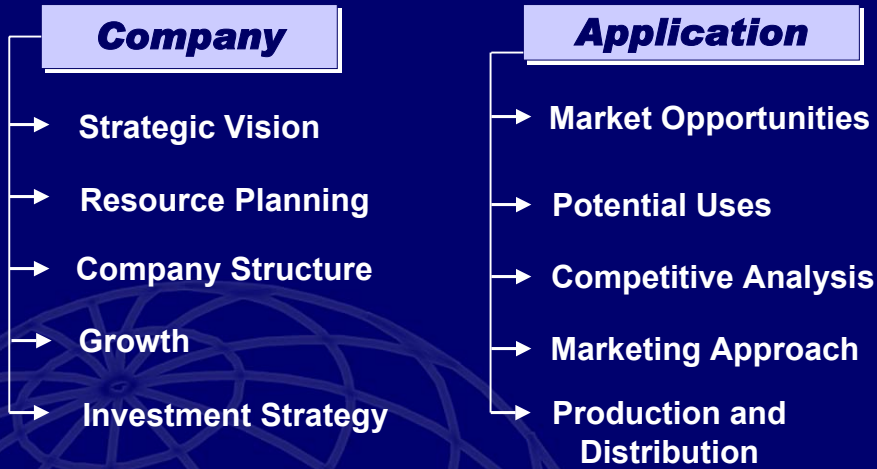 Company
Strategic Vision
Resource Planning
Company Structure
Growth
Investment Strategy
Application
Market Opportunities
Potential Uses
Competitive Analysis
Marketing Approach
Production and
Distribution